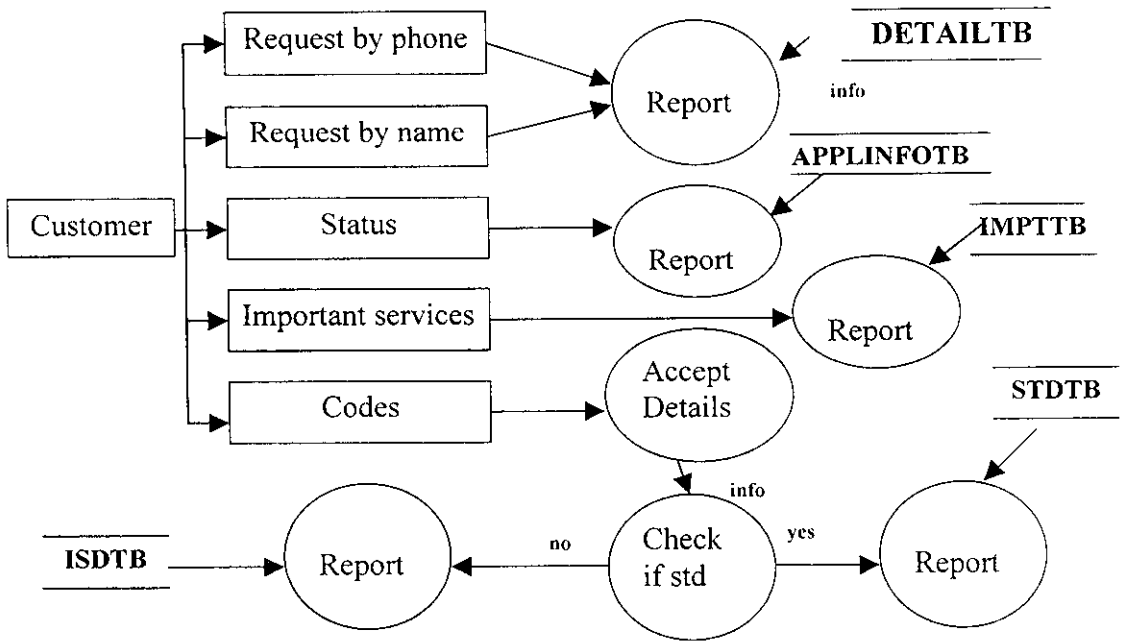 Request by phone
DETAILTB
info
Report
Request by name
APPLINFOTB
Customer
Status
Report
IMPTTB
Important services
Report
Accept
Details
Codes
STDTB
info
ISDTB
Report
no
Check
if std
yes
Report